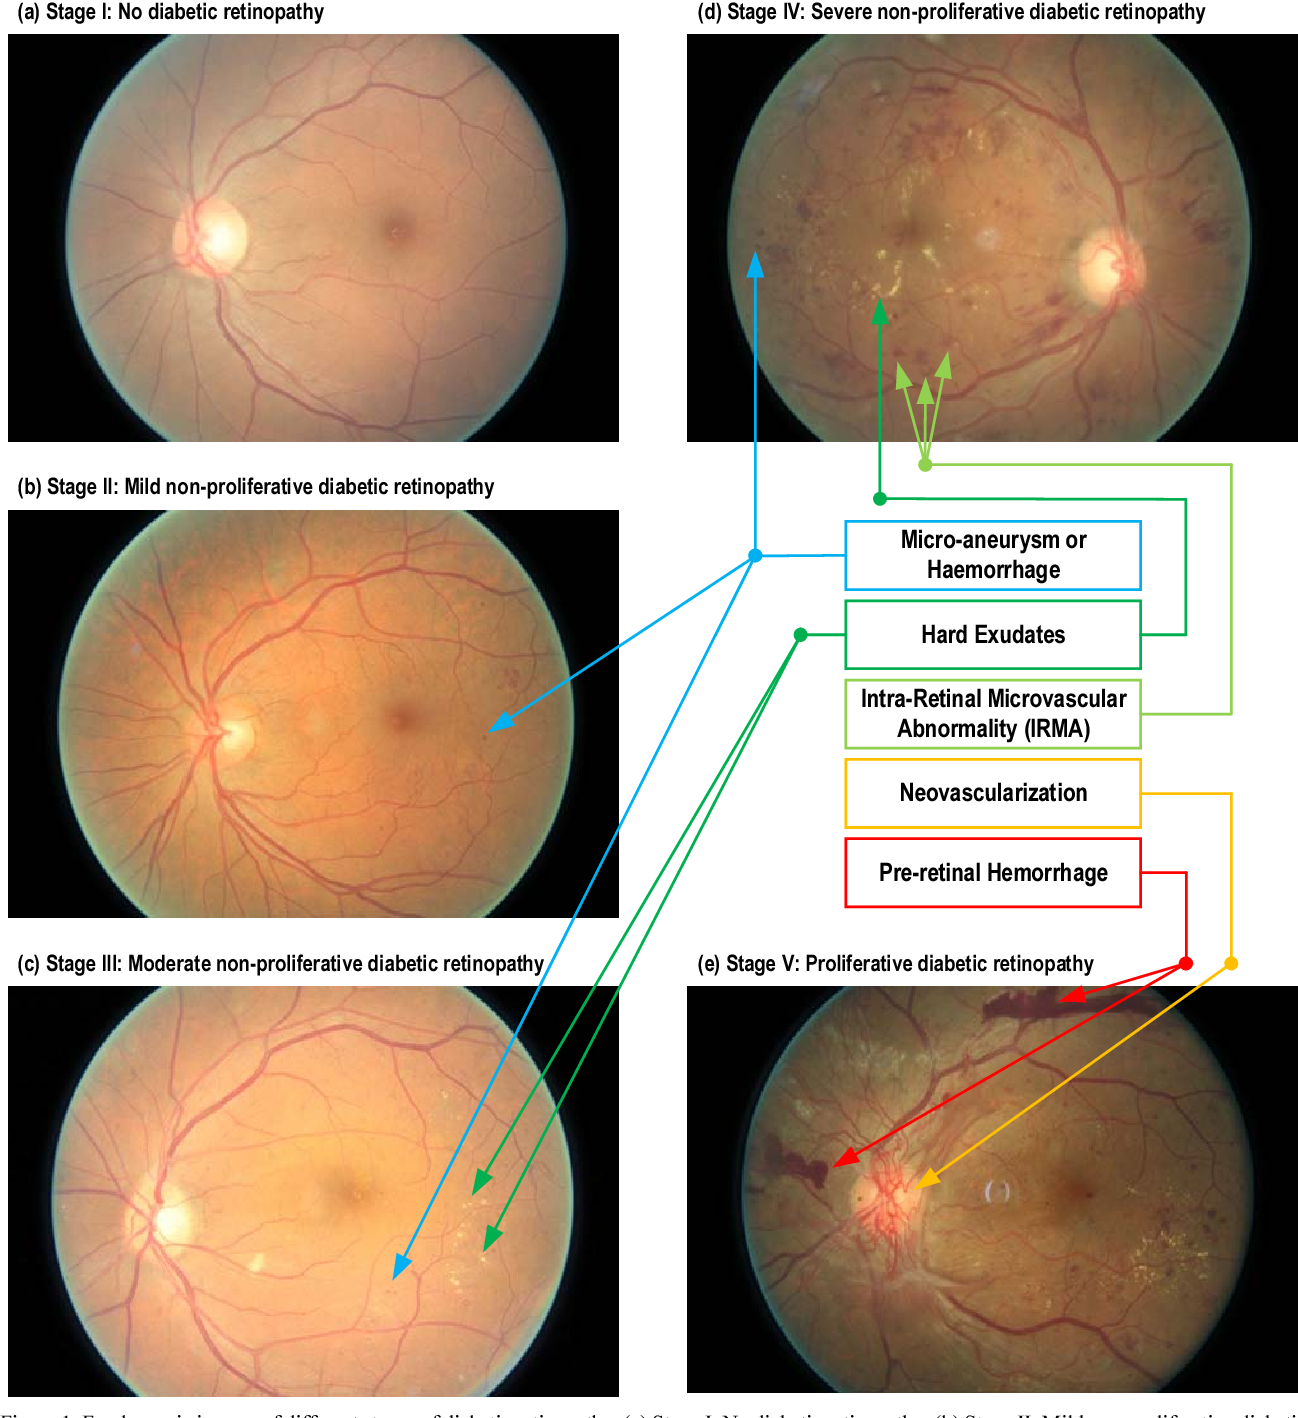 (a) Stage I: No diabetic retinopathy
(d) Stage IV: Severe non-proliferative diabetic retinopathy
(b) Stage II: Mild non-proliferative diabetic retinopathy
Micro-aneurysm or
Haemorrhage
Hard Exudates
Intra-Retinal Microvascular
Abnormality (IRMA)
Neovascularization
Pre-retinal Hemorrhage
(c) Stage III: Moderate non-proliferative diabetic retinopathy
(e) Stage V: Proliferative diabetic retinopathy